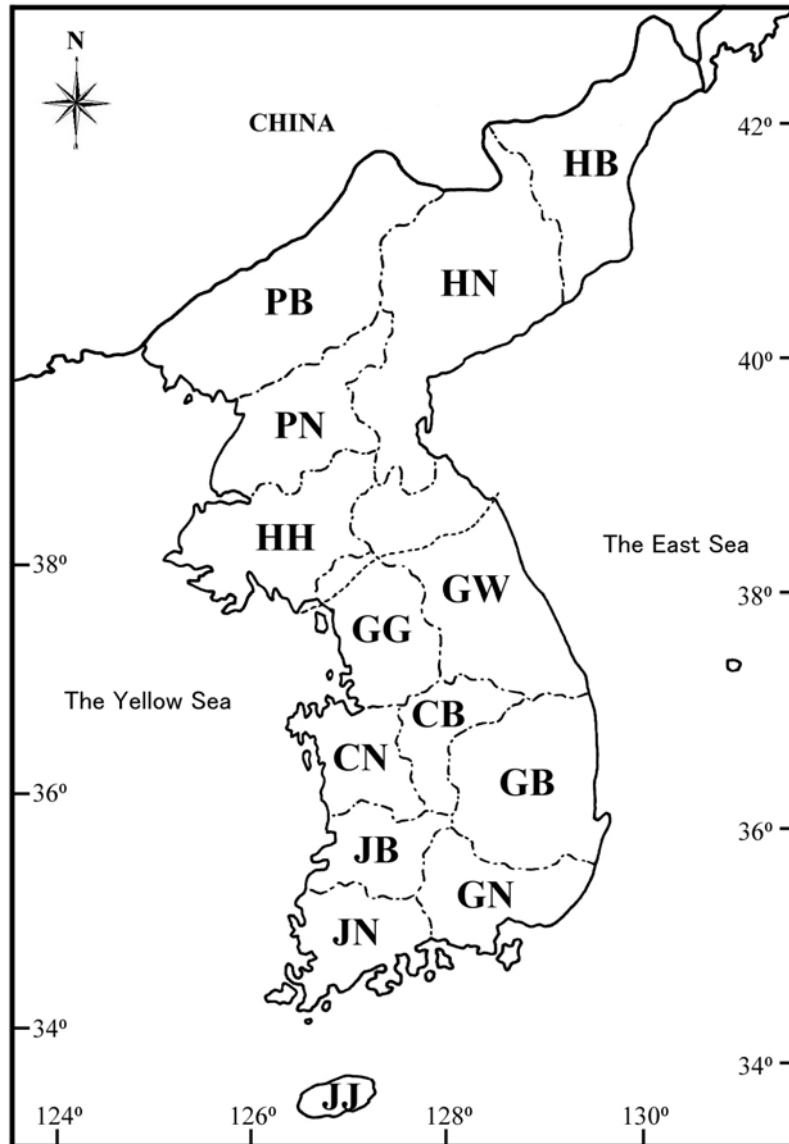 N
CHINA
42º
HB
HN
PB
40º
PN
HH
The East Sea
38º
GW
38º
GG
The Yellow Sea
CB
CN
GB
36º
36º
JB
GN
JN
34º
34º
JJ
124º
126º
128º
130º